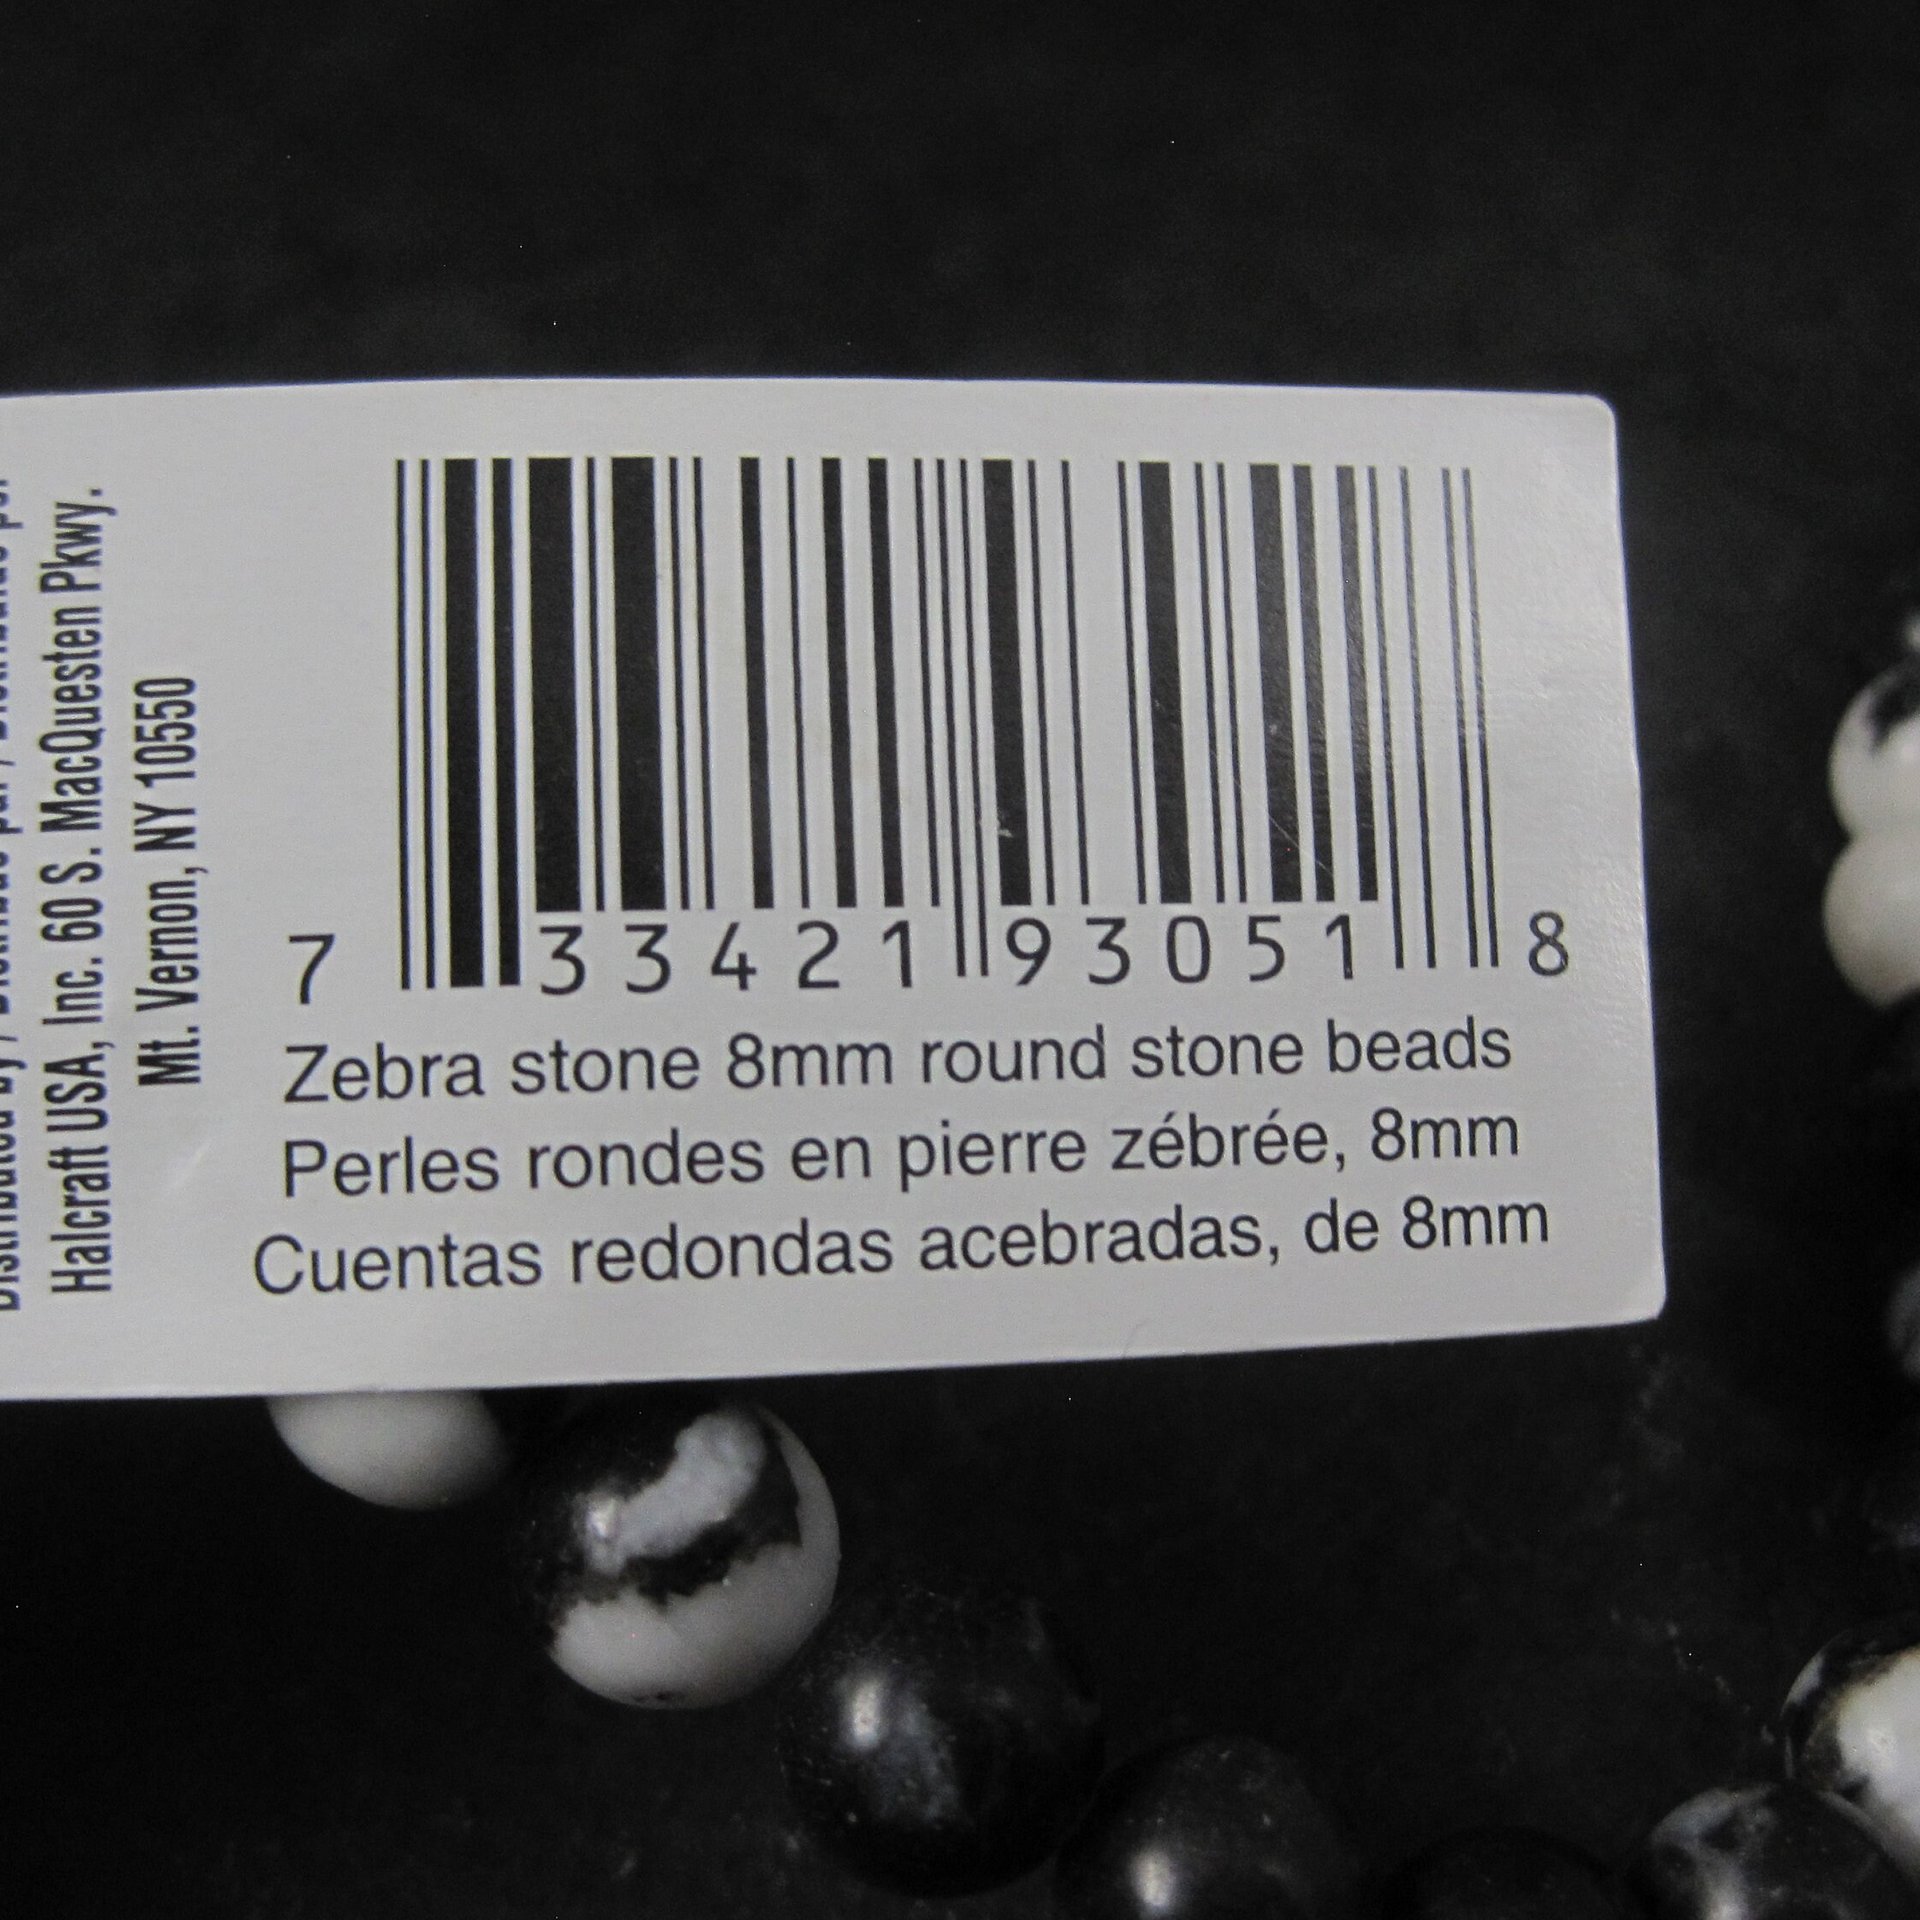 Halcraft USA, Inc. 60 S. MacQuesten Pkwy.
Mt. Vernon, NY 10550
7 33421 93051 8
Zebra stone 8mm round stone beads
Perles rondes en pierre zébrée, 8mm
Cuentas redondas acebradas, de 8mm